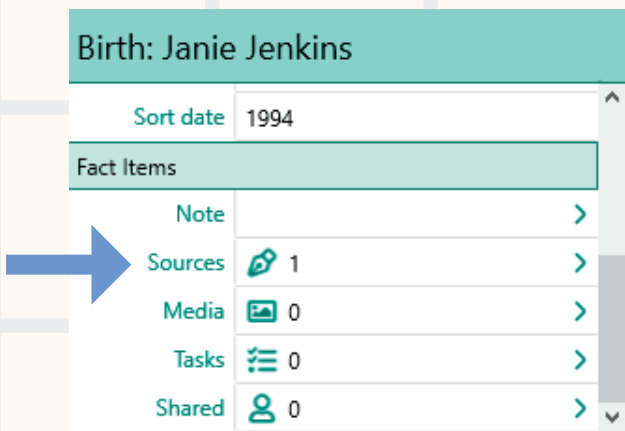 Birth: Janie Jenkins
Sort date 1994
Fact Items
Note
Sources 1
Media 0
Tasks 0
Shared 0